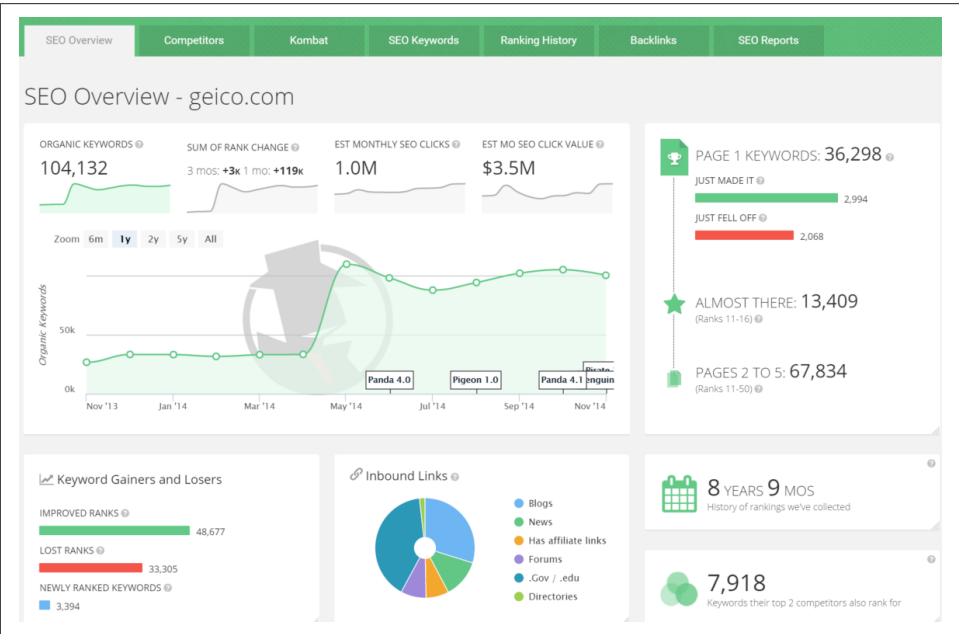 SEO Overview Competitors Kombat SEO Keywords Ranking History Backlinks SEO Reports
SEO Overview - geico.com
ORGANIC KEYWORDS
104,132
SUM OF RANK CHANGE
3 mos: +3K 1 mo: +119K
EST MONTHLY SEO CLICKS
1.0M
EST MO SEO CLICK VALUE
$3.5M
Zoom 6m 1y 2y 5y All
Organic Keywords
50k
0k
Panda 4.0
Pigeon 1.0
Panda 4.1
Pirate
enguin
Nov '13 Jan '14 Mar '14 May '14 Jul '14 Sep '14 Nov '14
PAGE 1 KEYWORDS: 36,298
JUST MADE IT
2,994
JUST FELL OFF
2,068
ALMOST THERE: 13,409
(Ranks 11-16)
PAGES 2 TO 5: 67,834
(Ranks 11-50)
Keyword Gainers and Losers
IMPROVED RANKS
48,677
LOST RANKS
33,305
NEWLY RANKED KEYWORDS
3,394
Inbound Links
Blogs
News
Has affiliate links
Forums
.Gov / .edu
Directories
8 YEARS 9 MOS
History of rankings we've collected
7,918
Keywords their top 2 competitors also rank for